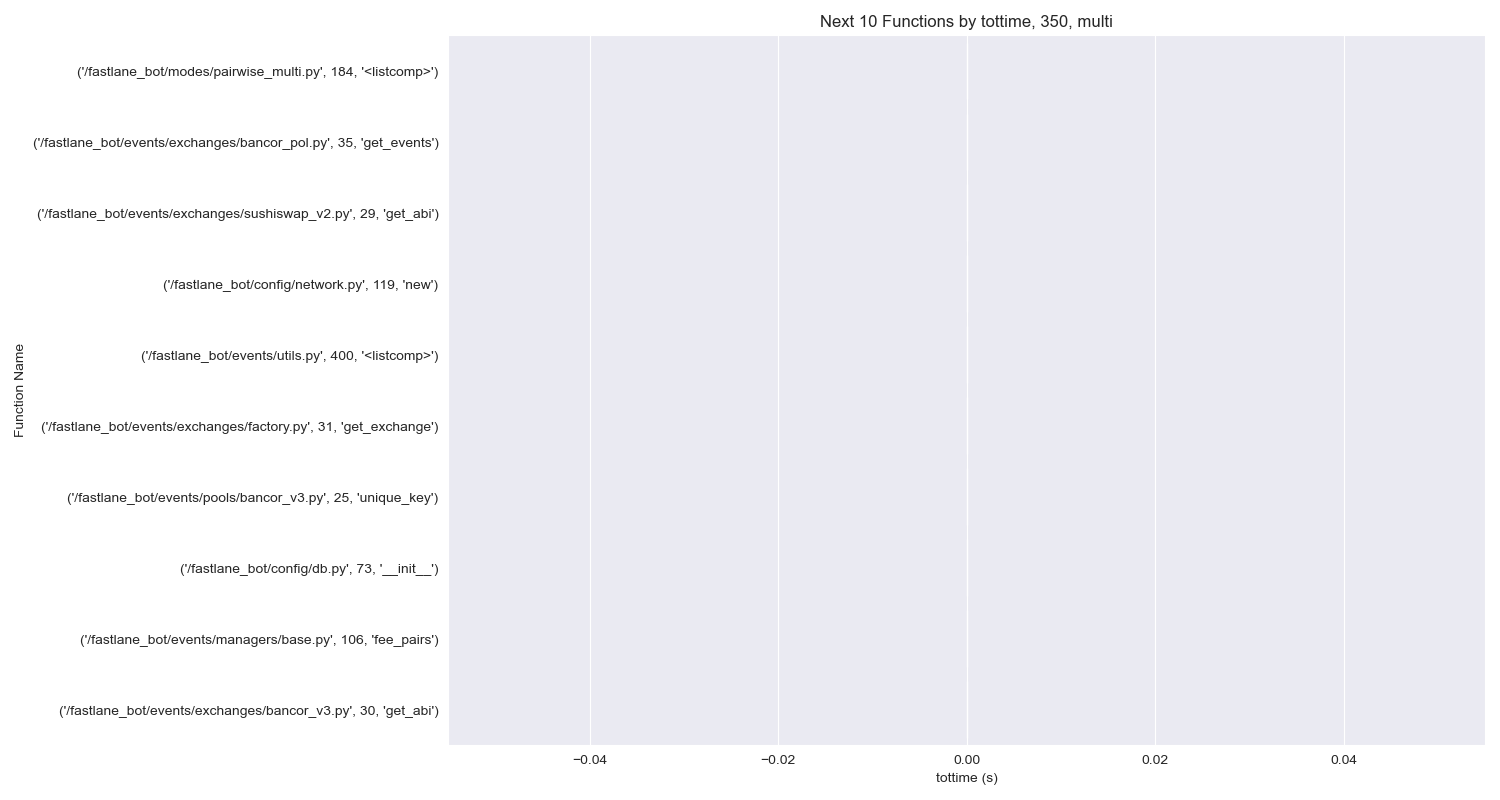 Next 10 Functions by tottime, 350, multi
('/fastlane_bot/modes/pairwise_multi.py', 184, '<listcomp>')
('/fastlane_bot/events/exchanges/bancor_pol.py', 35, 'get_events')
('/fastlane_bot/events/exchanges/sushiswap_v2.py', 29, 'get_abi')
('/fastlane_bot/config/network.py', 119, 'new')
('/fastlane_bot/events/utils.py', 400, '<listcomp>')
('/fastlane_bot/events/exchanges/factory.py', 31, 'get_exchange')
('/fastlane_bot/events/pools/bancor_v3.py', 25, 'unique_key')
('/fastlane_bot/config/db.py', 73, '__init__')
('/fastlane_bot/events/managers/base.py', 106, 'fee_pairs')
('/fastlane_bot/events/exchanges/bancor_v3.py', 30, 'get_abi')
Function Name
−0.04 −0.02 0.00 0.02 0.04
tottime (s)